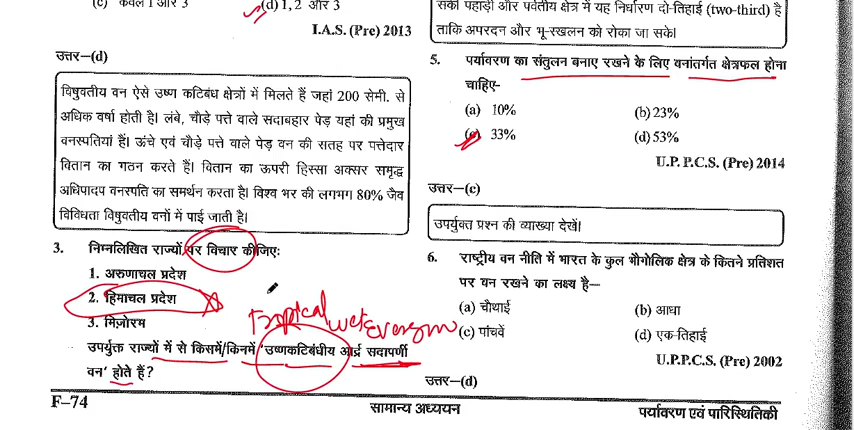 (c) केवल 1 और 3
(d) 1, 2 और 3
I.A.S. (Pre) 2013
उत्तर–(d)
विषुवतीय वन ऐसे उष्ण कटिबंध क्षेत्रों में मिलते हैं जहां 200 सेमी. से
अधिक वर्षा होती है। लंबे, चौड़े पत्ते वाले सदाबहार पेड़ यहां की प्रमुख
वनस्पतियां हैं। ऊंचे एवं चौड़े पत्ते वाले पेड़ वन की सतह पर पत्तेदार
वितान का गठन करते हैं। वितान का ऊपरी हिस्सा अक्सर समृद्ध
अधिपादप वनस्पति का समर्थन करता है। विश्व भर की लगभग 80% जैव
विविधता विषुवतीय वनों में पाई जाती है।
3. निम्नलिखित राज्यों पर विचार कीजिए:
1. अरुणाचल प्रदेश
2. हिमाचल प्रदेश
3. मिज़ोरम
Tropical wet Evergreen
उपर्युक्त राज्यों में से किसमें/किनमें 'उष्णकटिबंधीय आर्द्र सदापर्णी
वन' होते हैं?
सकी पहाड़ी और पर्वतीय क्षेत्र में यह निर्धारण दो-तिहाई (two-third) है
ताकि अपरदन और भू-स्खलन को रोका जा सके।
5. पर्यावरण का संतुलन बनाए रखने के लिए वनांतर्गत क्षेत्रफल होना
चाहिए-
(a) 10%
(b) 23%
(c) 33%
(d) 53%
U.P. P.C.S. (Pre) 2014
उत्तर–(c)
उपर्युक्त प्रश्न की व्याख्या देखें।
6. राष्ट्रीय वन नीति में भारत के कुल भौगोलिक क्षेत्र के कितने प्रतिशत
पर वन रखने का लक्ष्य है—
(a) चौथाई
(b) आधा
(c) पांचवें
(d) एक-तिहाई
U.P.P.C.S. (Pre) 2002
उत्तर–(d)
F–74
सामान्य अध्ययन
पर्यावरण एवं पारिस्थितिकी